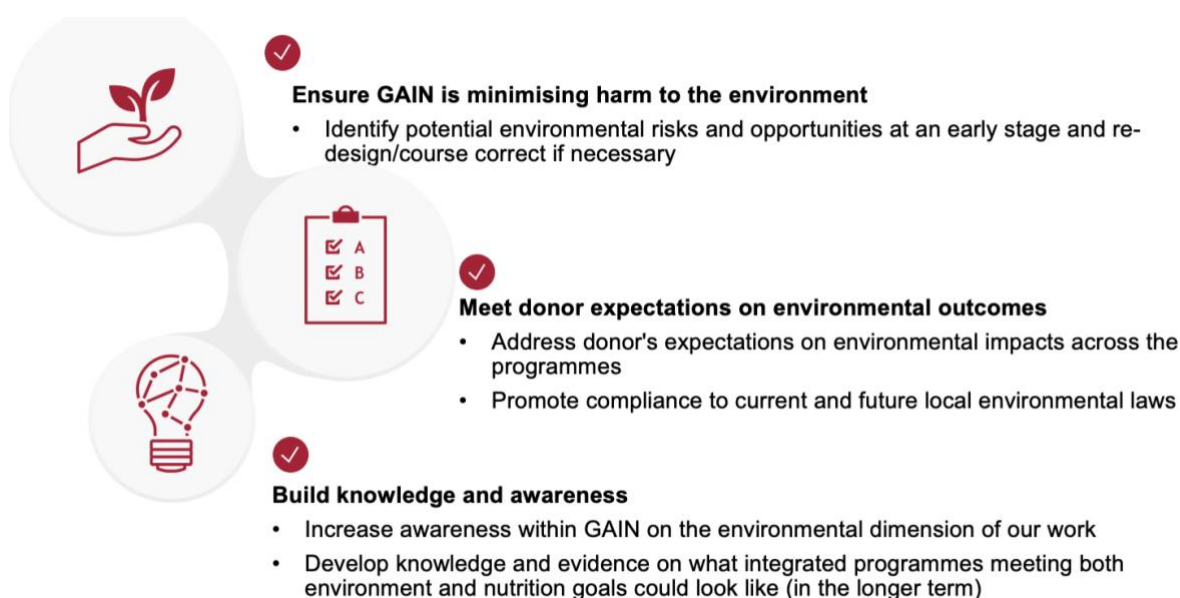 Ensure GAIN is minimising harm to the environment
• Identify potential environmental risks and opportunities at an early stage and re-
design/course correct if necessary
A
B
C
Meet donor expectations on environmental outcomes
• Address donor's expectations on environmental impacts across the
programmes
• Promote compliance to current and future local environmental laws
Build knowledge and awareness
• Increase awareness within GAIN on the environmental dimension of our work
• Develop knowledge and evidence on what integrated programmes meeting both
environment and nutrition goals could look like (in the longer term)